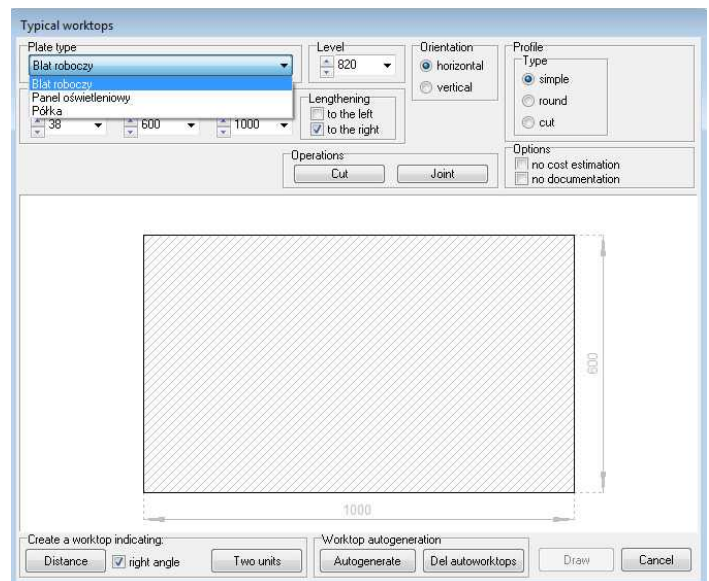 Typical worktops
Plate type
Level
Orientation
Profile
Blat roboczy
820
horizontal
vertical
Type
simple
round
cut
Blat roboczy
Panel oświetleniowy
Półka
38
600
1000
Lengthening
to the left
to the right
Operations
Cut
Joint
Options
no cost estimation
no documentation
600
1000
Create a worktop indicating:
Distance
right angle
Two units
Worktop autogeneration
Autogenerate
Del autoworktops
Draw
Cancel